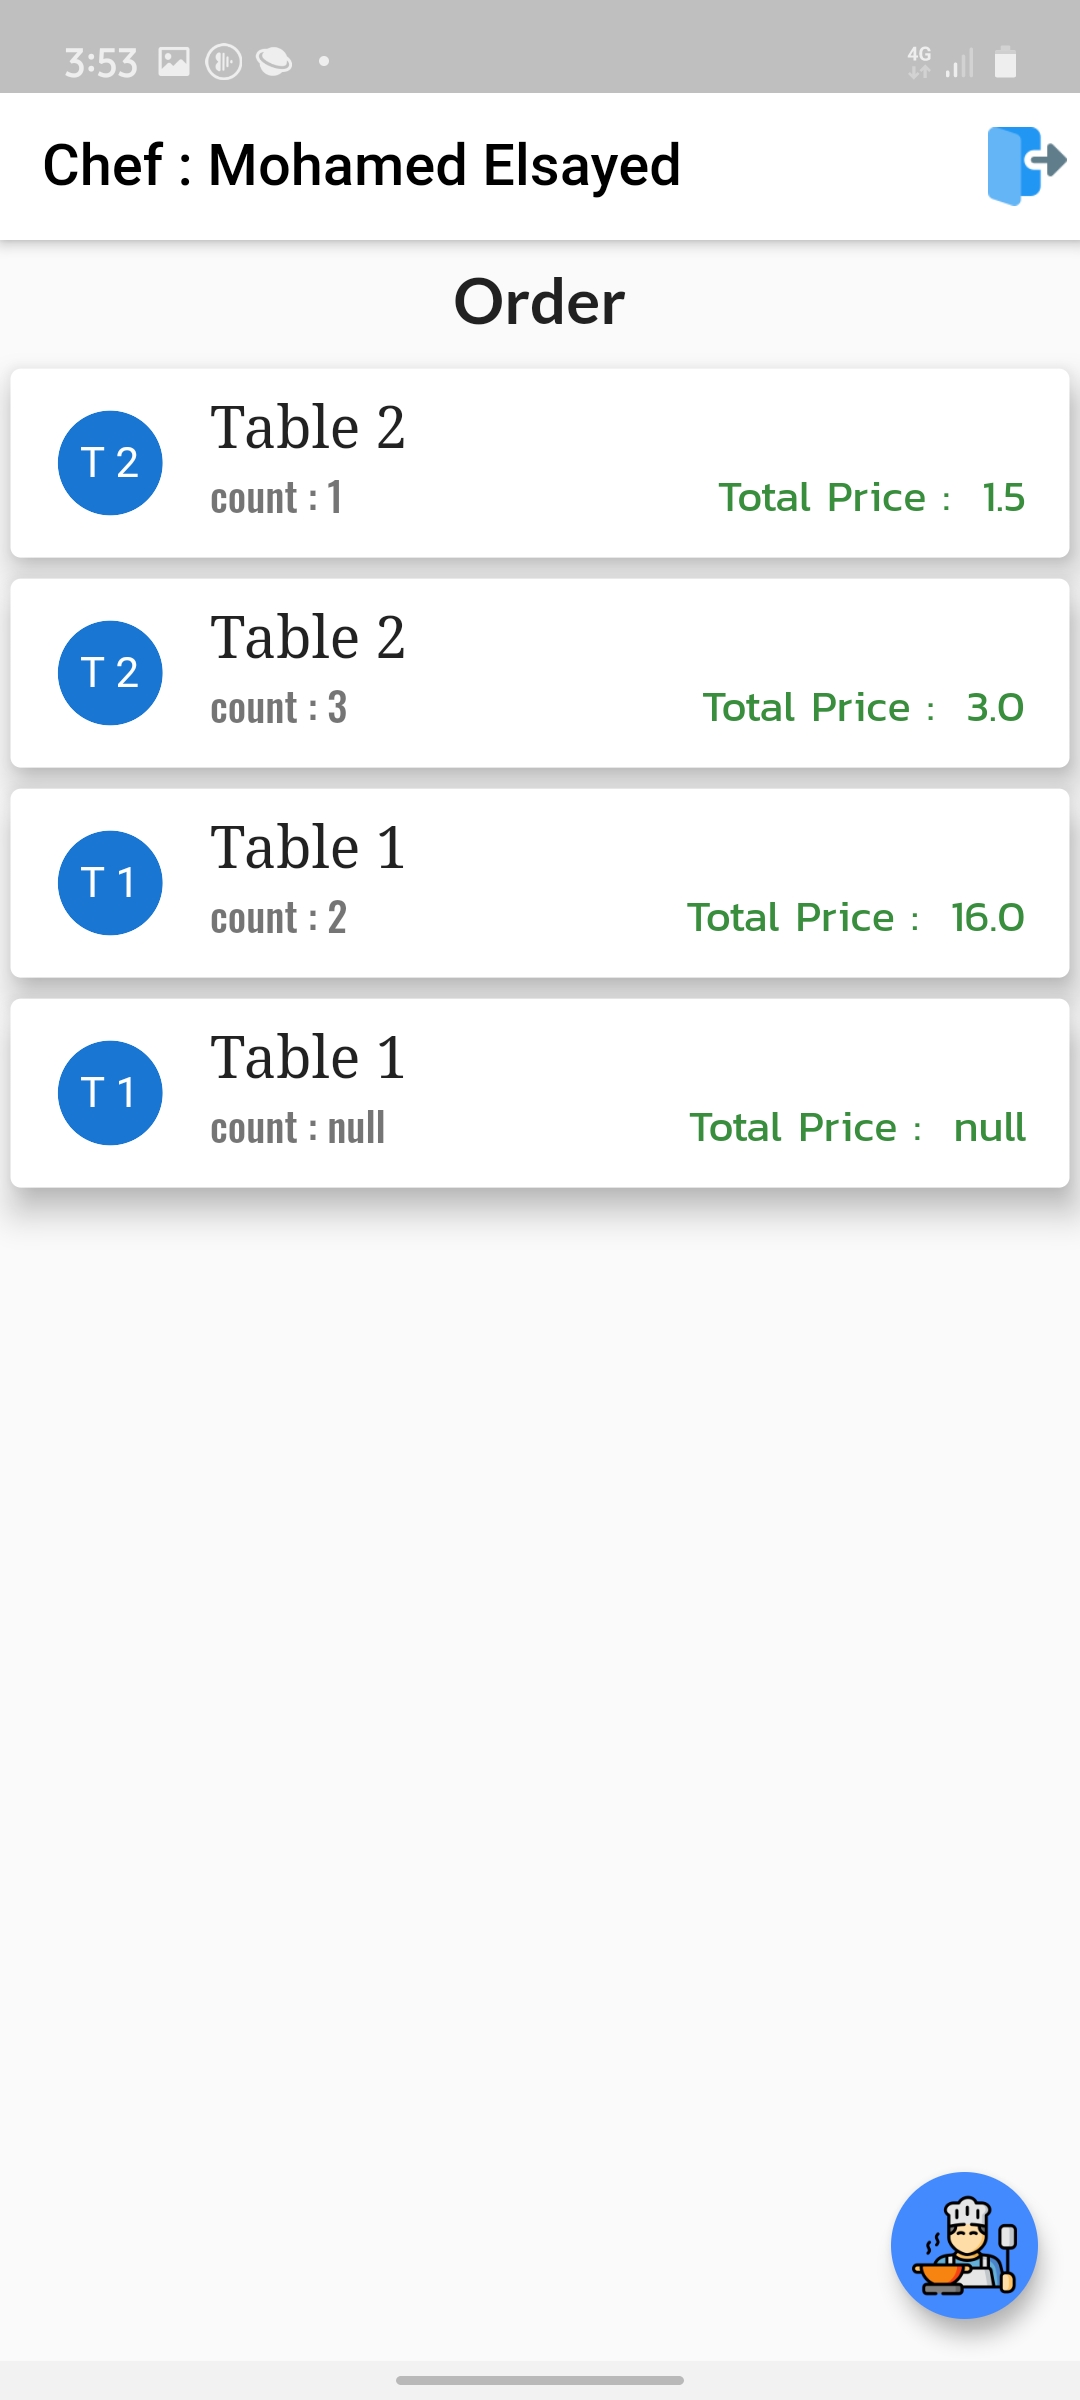 3:53
4G
Chef : Mohamed Elsayed
Order
T 2
Table 2
count : 1
Total Price : 1.5
T 2
Table 2
count : 3
Total Price : 3.0
T 1
Table 1
count : 2
Total Price : 16.0
T 1
Table 1
count : null
Total Price : null